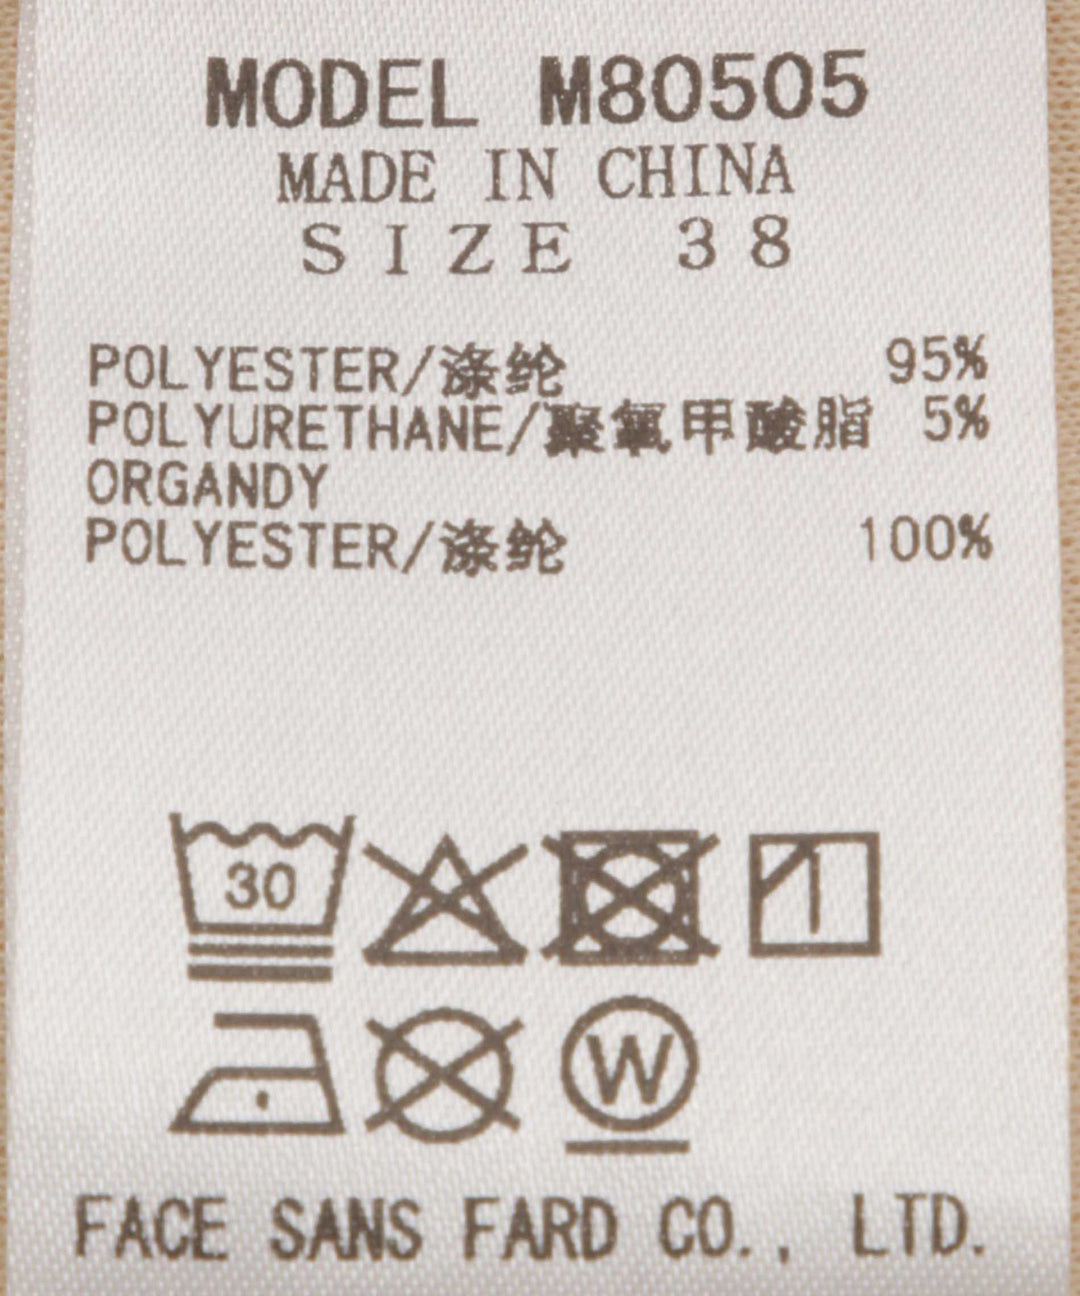 MODEL M80505
MADE IN CHINA
SIZE 38
POLYESTER/涤纶 95%
POLYURETHANE/聚氨甲酸脂 5%
ORGANDY
POLYESTER/涤纶 100%
30
W
FACE SANS FARD CO., LTD.